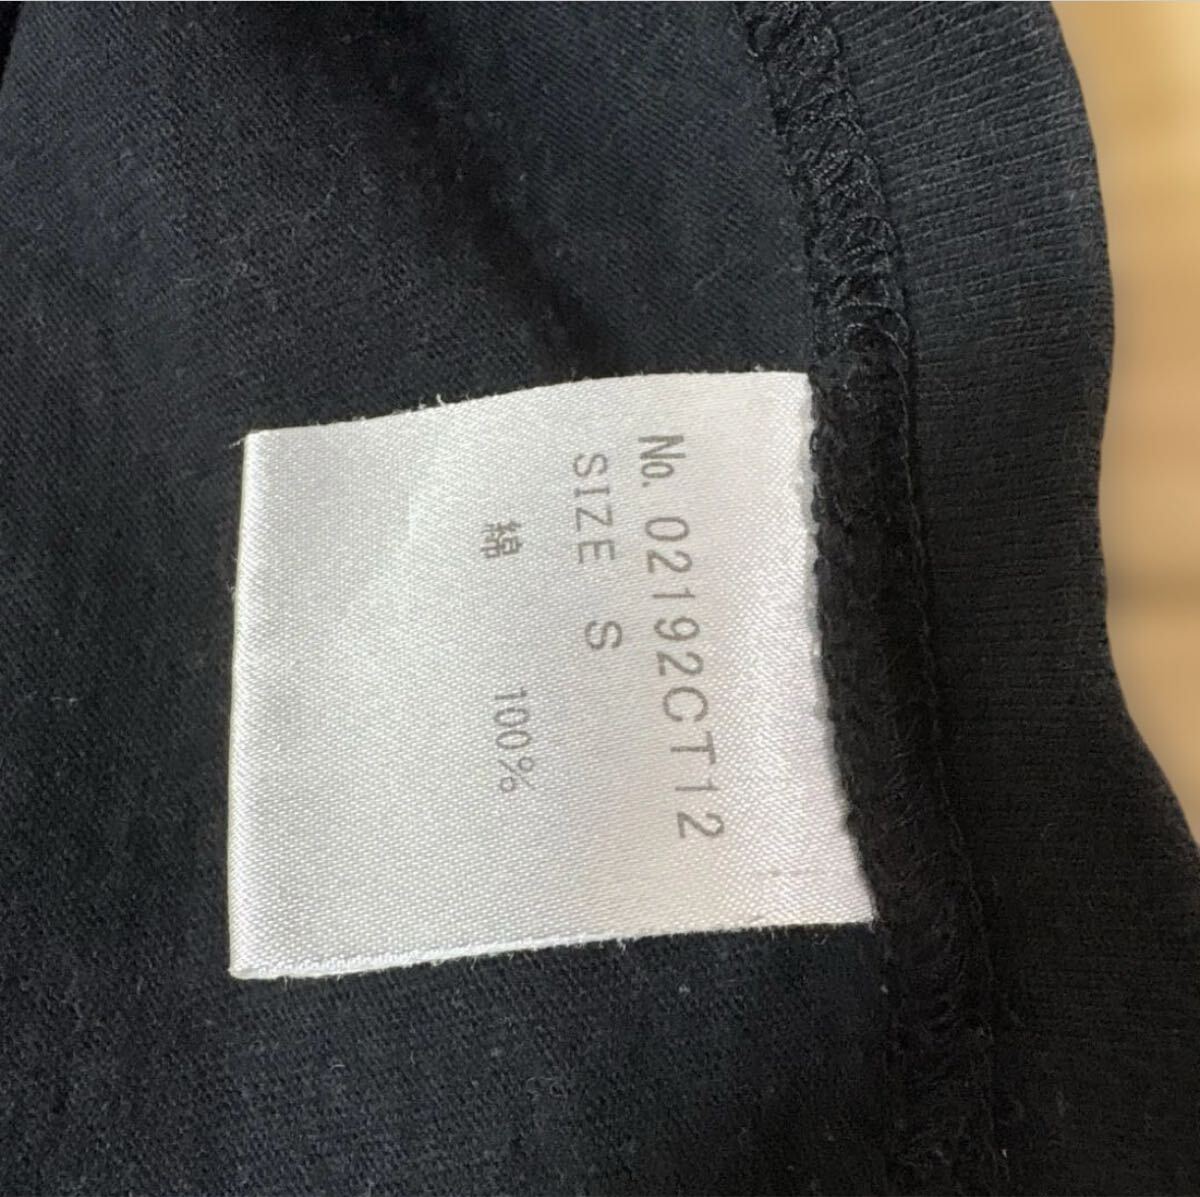 No. 02192CT12
SIZE S
綿 100%